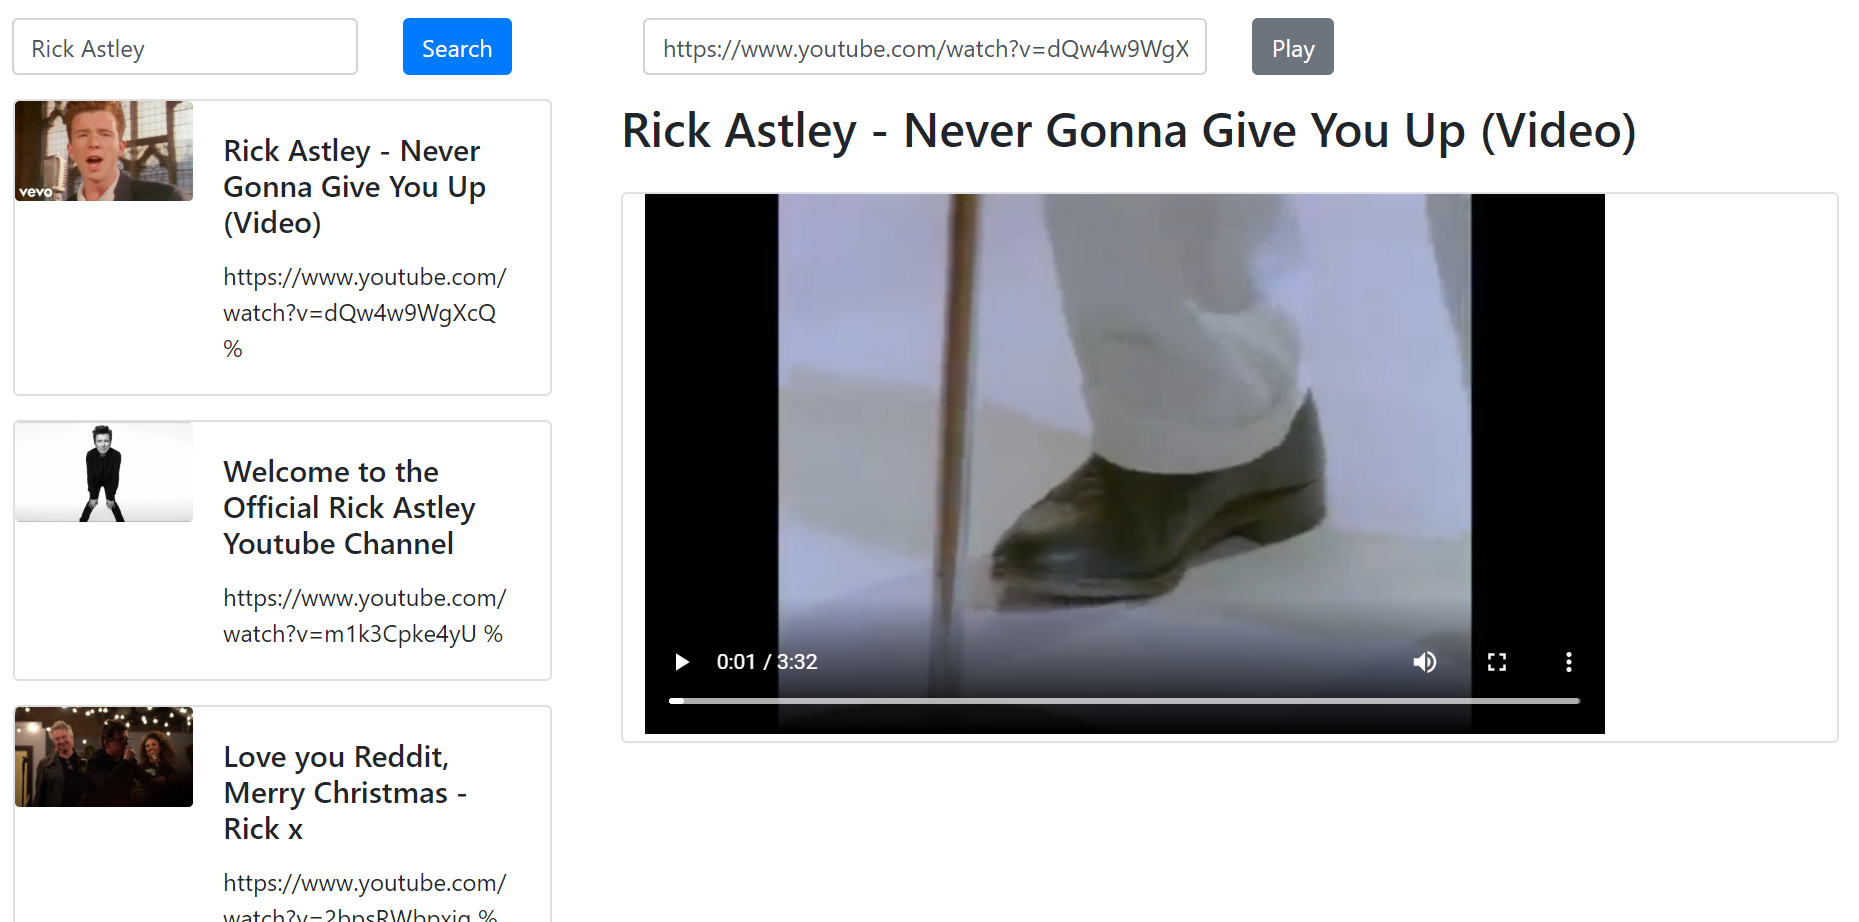 Rick Astley
Search
https://www.youtube.com/watch?v=dQw4w9WgX
Play
vevo
Rick Astley - Never
Gonna Give You Up
(Video)
https://www.youtube.com/
watch?v=dQw4w9WgXcQ
%
Welcome to the
Official Rick Astley
Youtube Channel
https://www.youtube.com/
watch?v=m1k3Cpke4yU %
Love you Reddit,
Merry Christmas -
Rick x
https://www.youtube.com/
Rick Astley - Never Gonna Give You Up (Video)
0:01 / 3:32